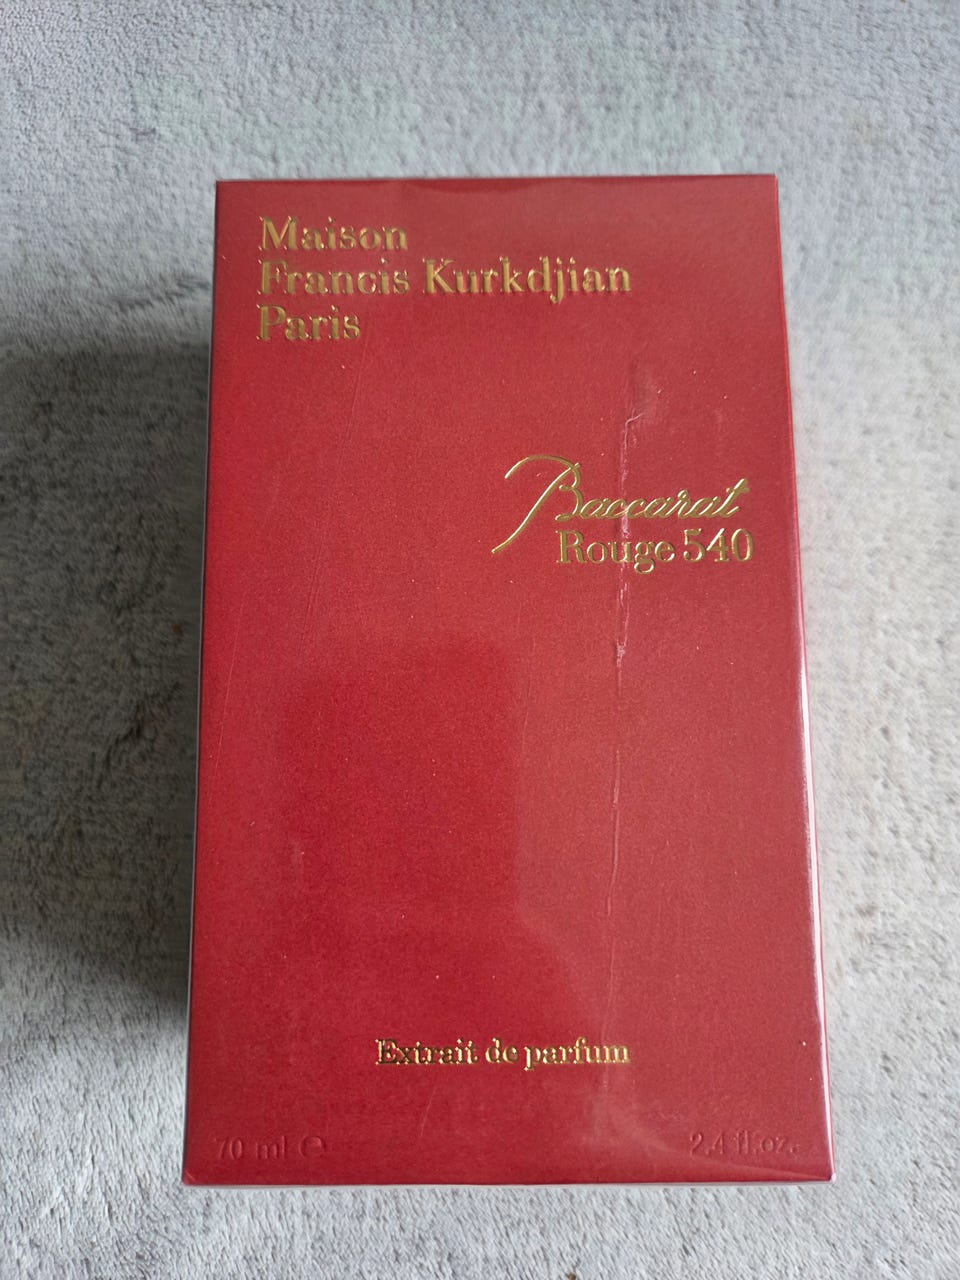 Maison
Francis Kurkdjian
Paris
Baccarat
Rouge 540
Extrait de parfum
70 ml ℮ 2.4 fl.oz.